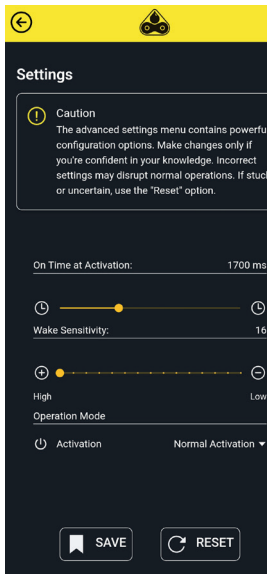 Settings
Caution
The advanced settings menu contains powerfu
configuration options. Make changes only if
you're confident in your knowledge. Incorrect
settings may disrupt normal operations. If stuck
or uncertain, use the "Reset" option.
On Time at Activation: 1700 ms
Wake Sensitivity: 16
High Low
Operation Mode
Activation Normal Activation
SAVE RESET